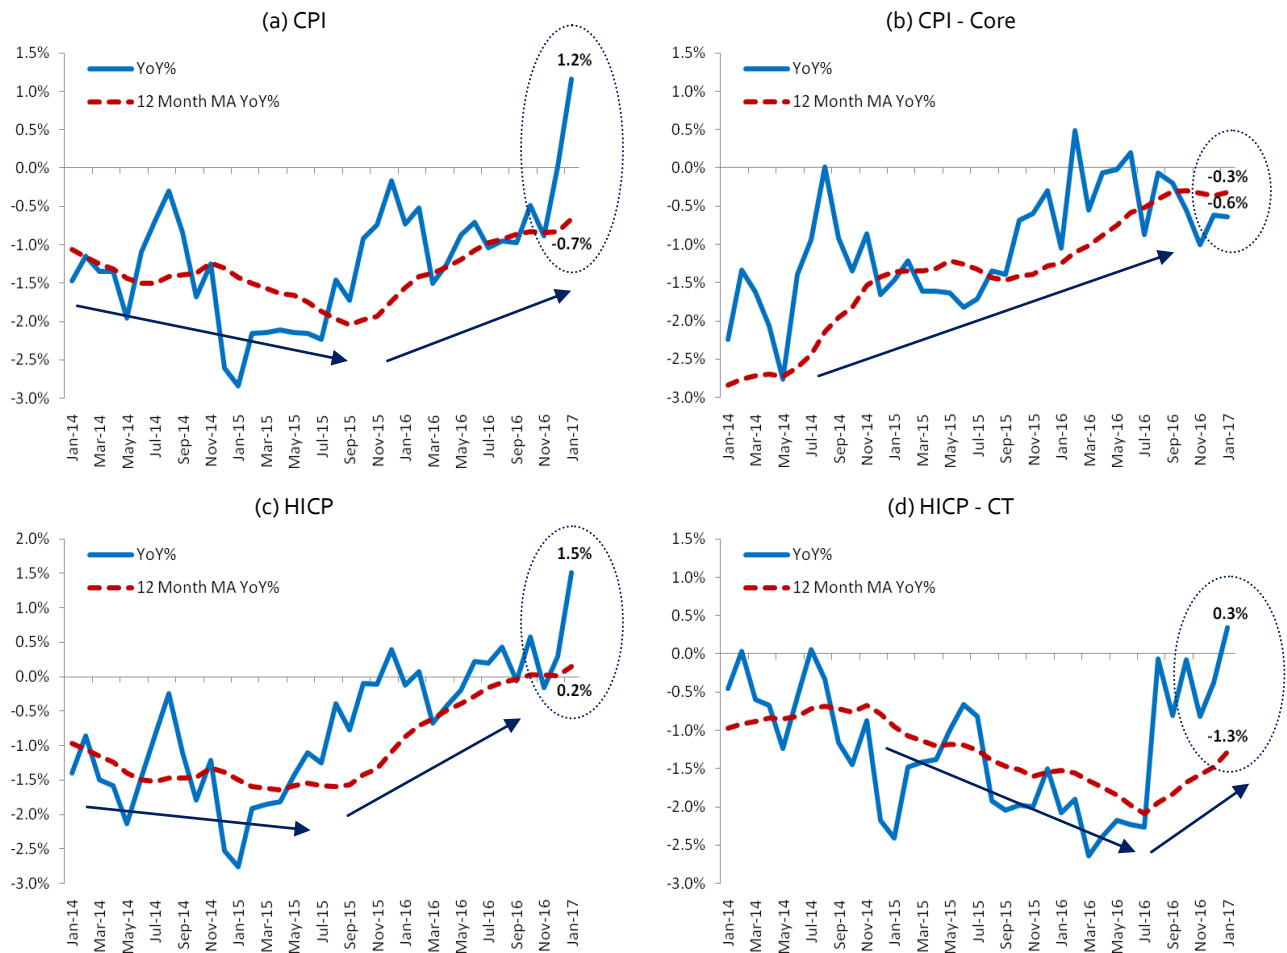 (a) CPI
1.5%
1.0%
0.5%
0.0%
-0.5%
-1.0%
-1.5%
-2.0%
-2.5%
-3.0%
YoY%
12 Month MA YoY%
1.2%
-0.7%
Jan-14
Mar-14
May-14
Jul-14
Sep-14
Nov-14
Jan-15
Mar-15
May-15
Jul-15
Sep-15
Nov-15
Jan-16
Mar-16
May-16
Jul-16
Sep-16
Nov-16
Jan-17
(b) CPI - Core
1.5%
1.0%
0.5%
0.0%
-0.5%
-1.0%
-1.5%
-2.0%
-2.5%
-3.0%
YoY%
12 Month MA YoY%
-0.3%
-0.6%
Jan-14
Mar-14
May-14
Jul-14
Sep-14
Nov-14
Jan-15
Mar-15
May-15
Jul-15
Sep-15
Nov-15
Jan-16
Mar-16
May-16
Jul-16
Sep-16
Nov-16
Jan-17
(c) HICP
2.0%
1.5%
1.0%
0.5%
0.0%
-0.5%
-1.0%
-1.5%
-2.0%
-2.5%
-3.0%
YoY%
12 Month MA YoY%
1.5%
0.2%
Jan-14
Mar-14
May-14
Jul-14
Sep-14
Nov-14
Jan-15
Mar-15
May-15
Jul-15
Sep-15
Nov-15
Jan-16
Mar-16
May-16
Jul-16
Sep-16
Nov-16
Jan-17
(d) HICP - CT
1.5%
1.0%
0.5%
0.0%
-0.5%
-1.0%
-1.5%
-2.0%
-2.5%
-3.0%
YoY%
12 Month MA YoY%
0.3%
-1.3%
Jan-14
Mar-14
May-14
Jul-14
Sep-14
Nov-14
Jan-15
Mar-15
May-15
Jul-15
Sep-15
Nov-15
Jan-16
Mar-16
May-16
Jul-16
Sep-16
Nov-16
Jan-17